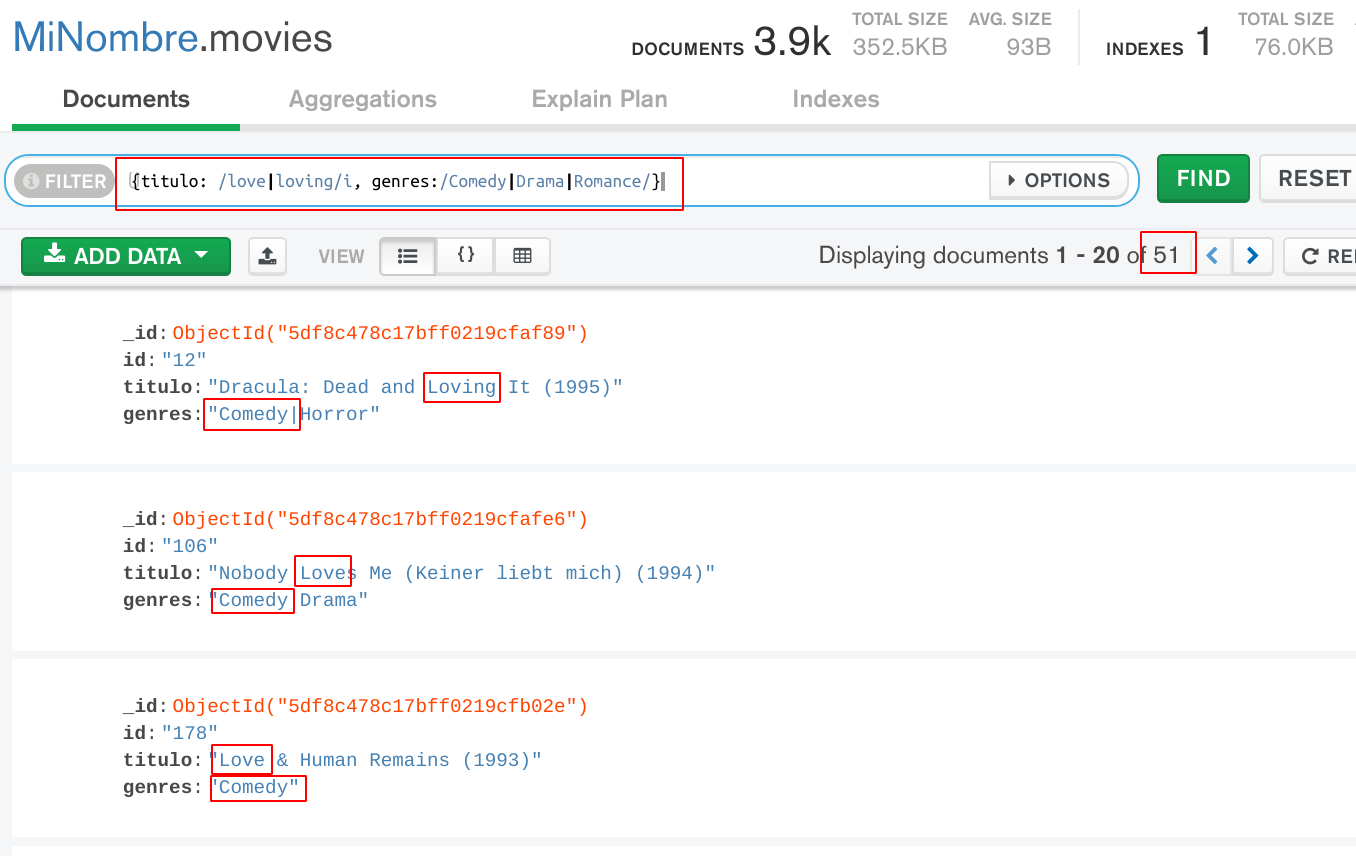 MiNombre.movies
DOCUMENTS 3.9k TOTAL SIZE 352.5KB AVG. SIZE 93B INDEXES 1 TOTAL SIZE 76.0KB
Documents Aggregations Explain Plan Indexes
FILTER {titulo: /love|loving/i, genres:/Comedy|Drama|Romance/} OPTIONS FIND RESET
ADD DATA VIEW {} Displaying documents 1 - 20 of 51 < > REI
_id: ObjectId("5df8c478c17bff0219cfaf89")
id: "12"
titulo: "Dracula: Dead and Loving It (1995)"
genres: "Comedy|Horror"
_id: ObjectId("5df8c478c17bff0219cfafe6")
id: "106"
titulo: "Nobody Loves Me (Keiner liebt mich) (1994)"
genres: "Comedy Drama"
_id: ObjectId("5df8c478c17bff0219cfb02e")
id: "178"
titulo: "Love & Human Remains (1993)"
genres: "Comedy"